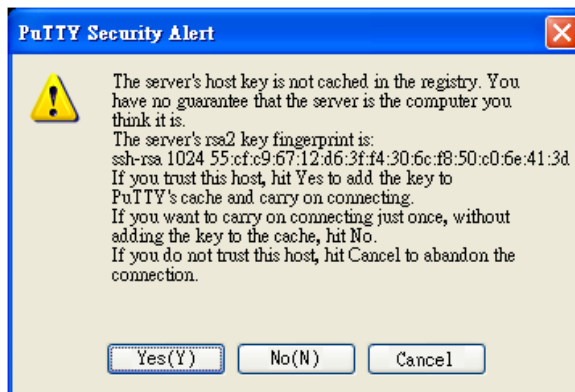 PuTTY Security Alert
The server's host key is not cached in the registry. You
have no guarantee that the server is the computer you
think it is.
The server's rsa2 key fingerprint is:
ssh-rsa 1024 55:cf:c9:67:12:d6:3f:f4:30:6c:f8:50:c0:6e:41:3d
If you trust this host, hit Yes to add the key to
PuTTY's cache and carry on connecting.
If you want to carry on connecting just once, without
adding the key to the cache, hit No.
If you do not trust this host, hit Cancel to abandon the
connection.
Yes(Y) No(N) Cancel